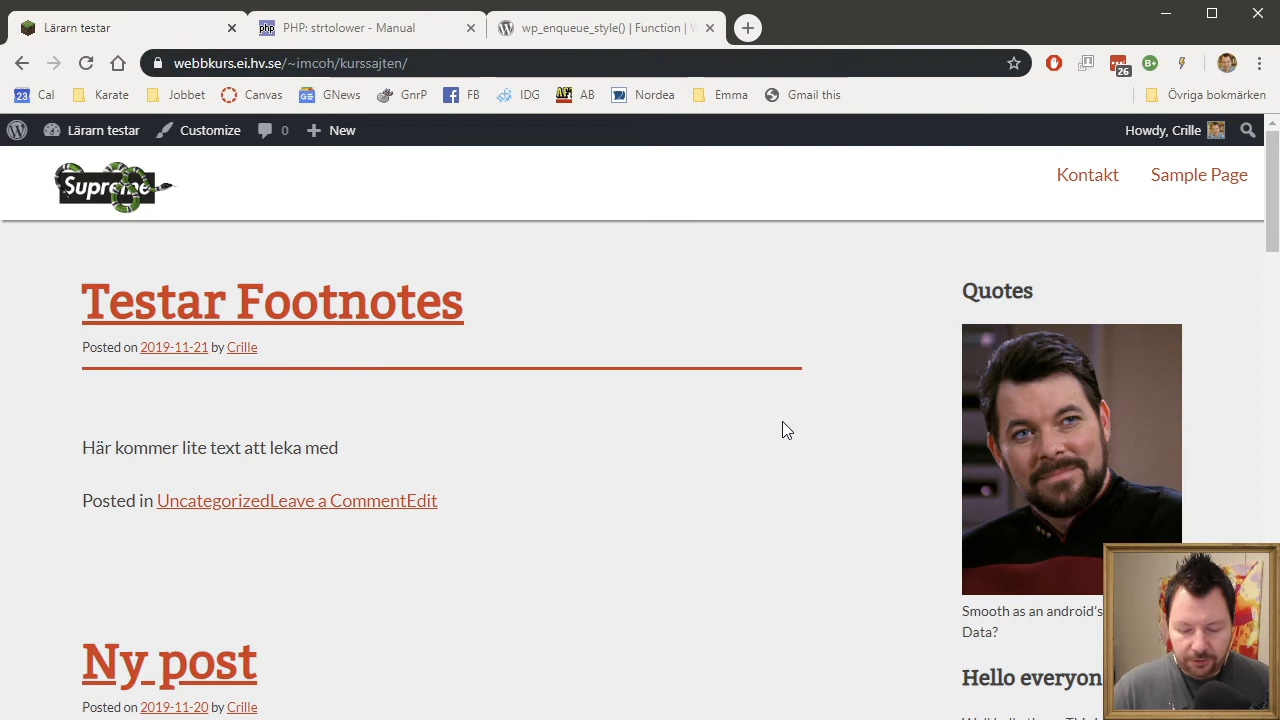 Lärarn testar
PHP: strtolower - Manual
wp_enqueue_style() | Function | W
webbkurs.ei.hv.se/~imcoh/kurssajten/
26
23 Cal
Karate
Jobbet
Canvas
GNews
GnrP
FB
IDG
AB
Nordea
Emma
Gmail this
Övriga bokmärken
Lärarn testar
Customize
0
New
Howdy, Crille
Supreme
Kontakt
Sample Page
Testar Footnotes
Posted on 2019-11-21 by Crille
Här kommer lite text att leka med
Posted in UncategorizedLeave a CommentEdit
Ny post
Posted on 2019-11-20 by Crille
Quotes
Smooth as an android's
Data?
Hello everyon